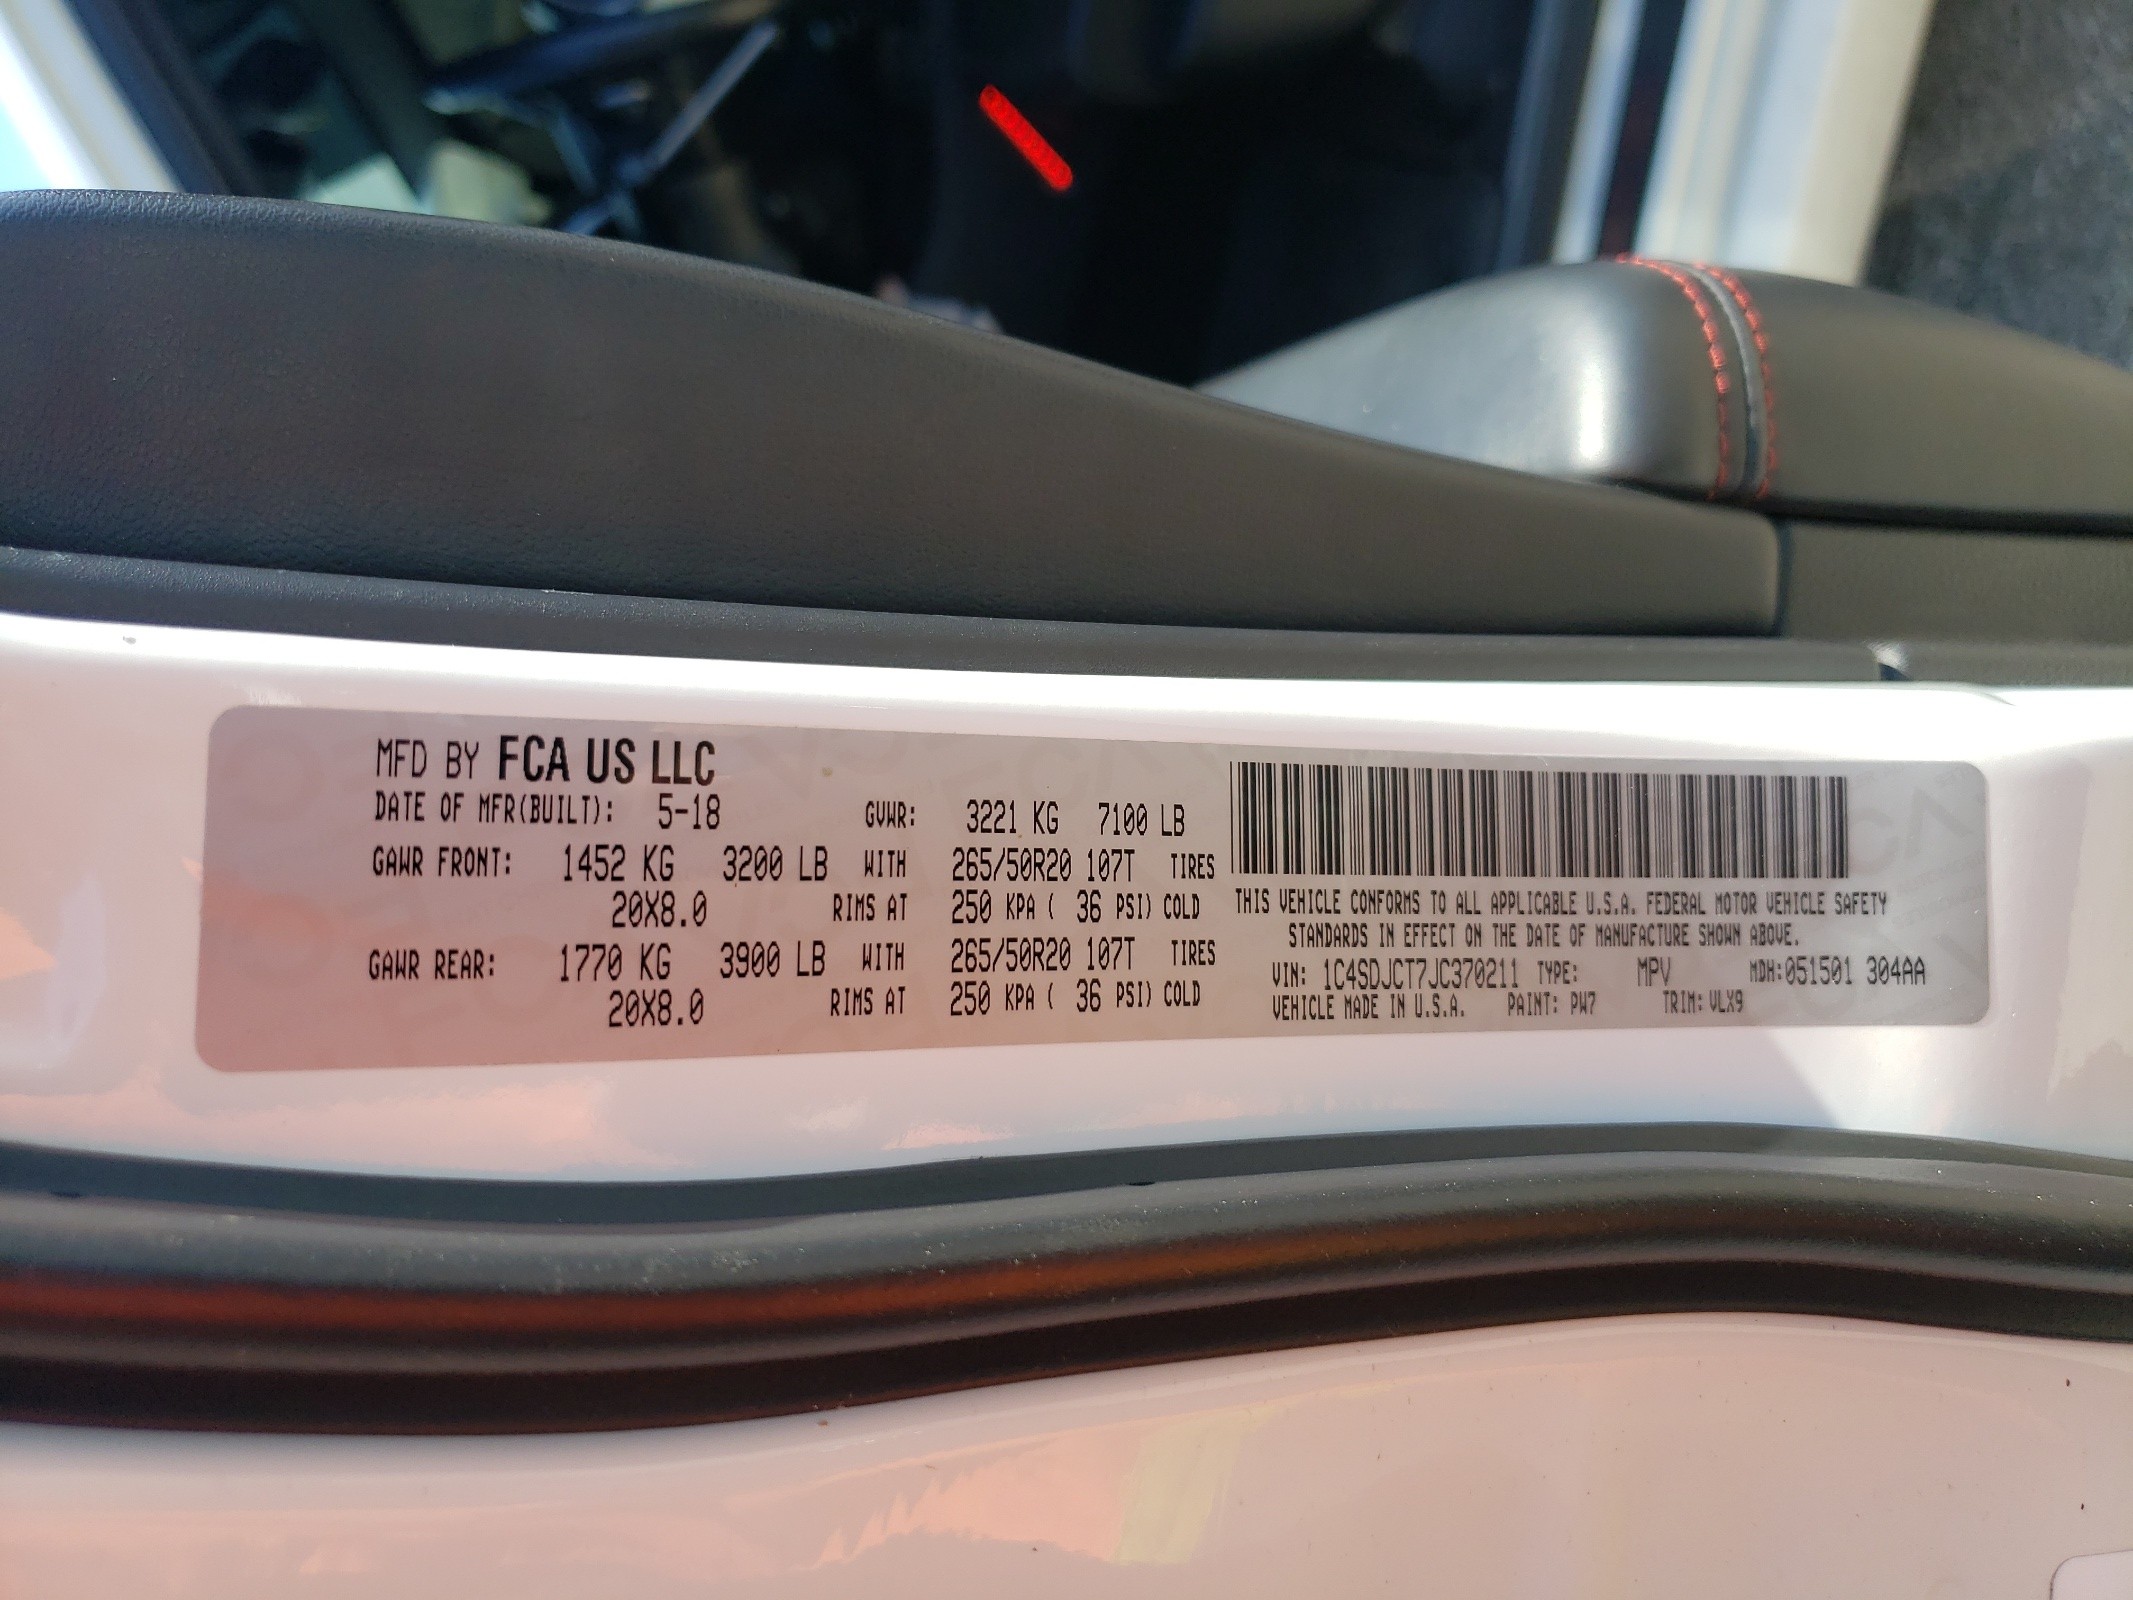 MFD BY FCA US LLC
DATE OF MFR(BUILT): 5-18 GVWR: 3221 KG 7100 LB
GAWR FRONT: 1452 KG 3200 LB WITH 265/50R20 107T TIRES
20X8.0 RIMS AT 250 KPA ( 36 PSI) COLD
GAWR REAR: 1770 KG 3900 LB WITH 265/50R20 107T TIRES
20X8.0 RIMS AT 250 KPA ( 36 PSI) COLD
THIS VEHICLE CONFORMS TO ALL APPLICABLE U.S.A. FEDERAL MOTOR VEHICLE SAFETY
STANDARDS IN EFFECT ON THE DATE OF MANUFACTURE SHOWN ABOVE.
VIN: 1C4SDJCT7JC370211 TYPE: MPV MDH:051501 304AA
VEHICLE MADE IN U.S.A. PAINT: PW7 TRIM: VLX9